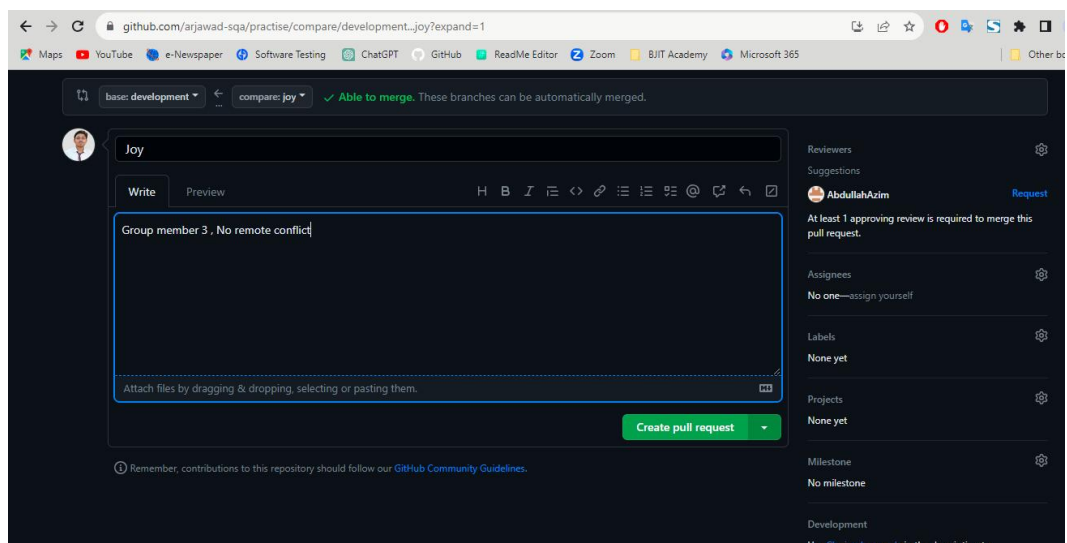 github.com/arjawad-sqa/practise/compare/development...joy?expand=1
Maps YouTube e-Newspaper Software Testing ChatGPT GitHub ReadMe Editor Zoom BJIT Academy Microsoft 365 Other bo
base: development compare: joy Able to merge. These branches can be automatically merged.
Joy
Write Preview
Group member 3 , No remote conflict
Attach files by dragging & dropping, selecting or pasting them.
Create pull request
Remember, contributions to this repository should follow our GitHub Community Guidelines.
Reviewers
Suggestions
AbdullahAzim Request
At least 1 approving review is required to merge this
pull request.
Assignees
No one—assign yourself
Labels
None yet
Projects
None yet
Milestone
No milestone
Development